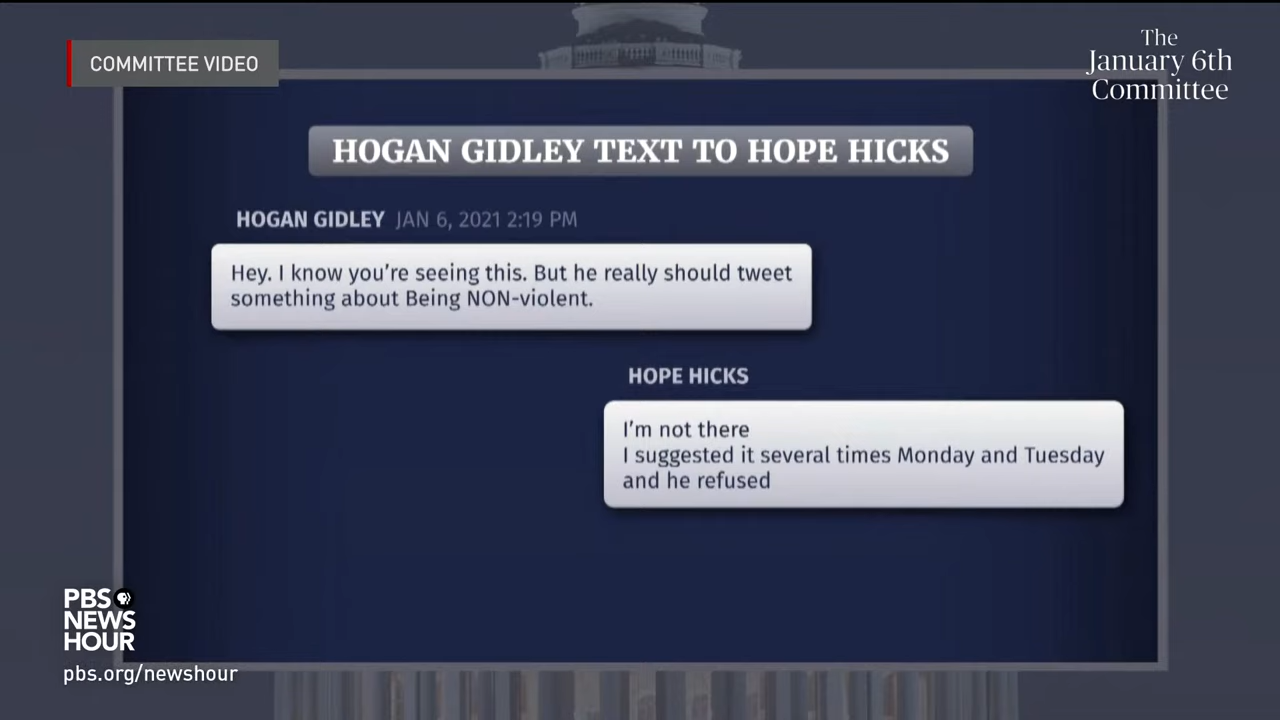 COMMITTEE VIDEO
The
January 6th
Committee
HOGAN GIDLEY TEXT TO HOPE HICKS
HOGAN GIDLEY JAN 6, 2021 2:19 PM
Hey. I know you’re seeing this. But he really should tweet
something about Being NON-violent.
HOPE HICKS
I’m not there
I suggested it several times Monday and Tuesday
and he refused
PBS
NEWS
HOUR
pbs.org/newshour